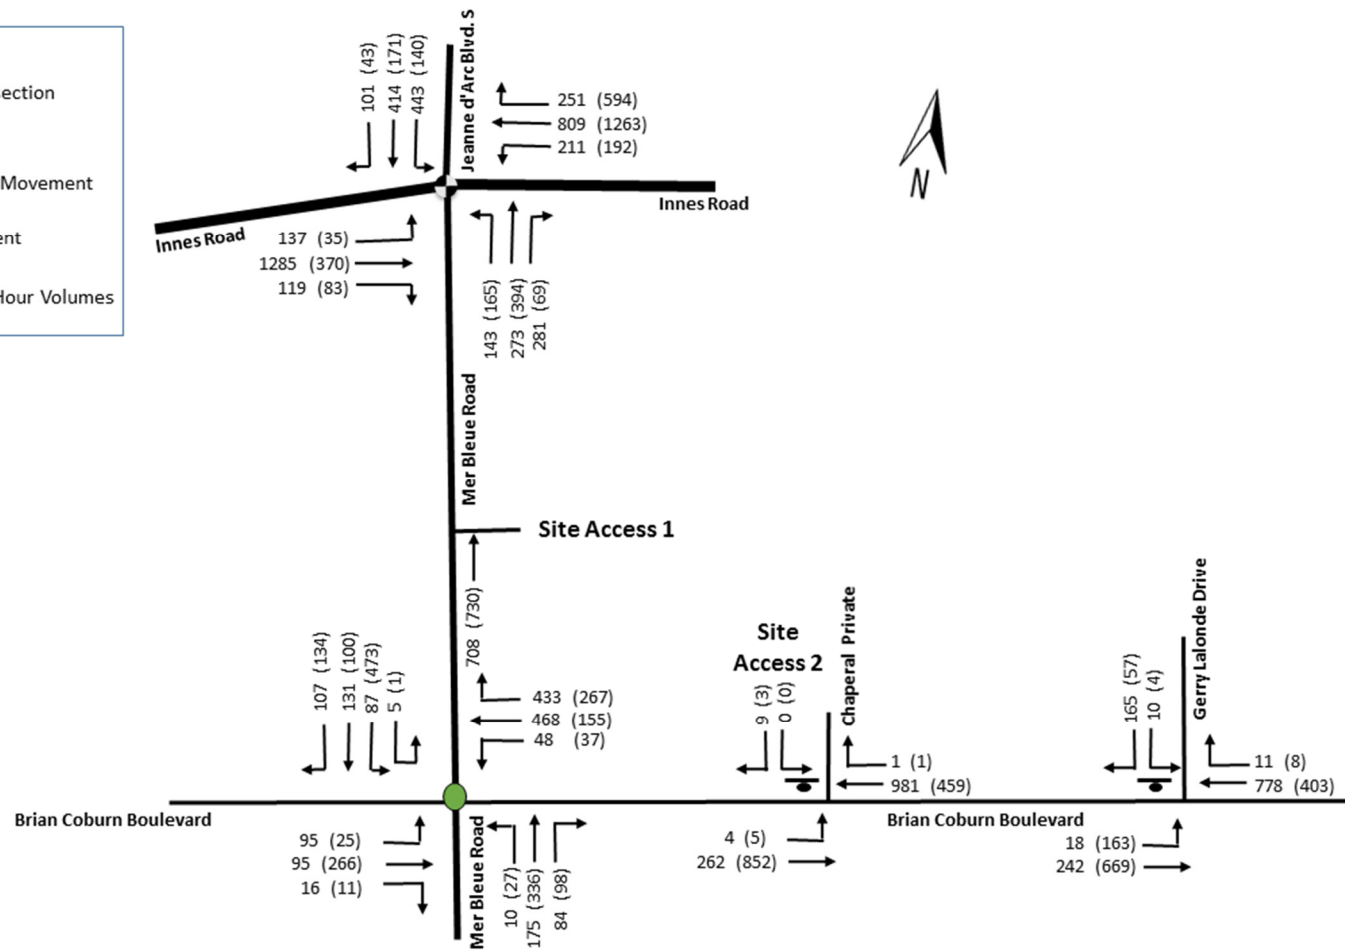 ection
Movement
ent
Hour Volumes
101 (43)
414 (171)
443 (140)
Jeanne d'Arc Blvd. S
251 (594)
809 (1263)
211 (192)
N
Innes Road
Innes Road
137 (35)
1285 (370)
119 (83)
143 (165)
273 (394)
281 (69)
Mer Bleue Road
Site Access 1
708 (730)
107 (134)
131 (100)
87 (473)
5 (1)
433 (267)
468 (155)
48 (37)
Site
Access 2
9 (3)
0 (0)
Chaperal Private
1 (1)
981 (459)
165 (57)
10 (4)
Gerry Lalonde Drive
11 (8)
778 (403)
Brian Coburn Boulevard
Brian Coburn Boulevard
95 (25)
95 (266)
16 (11)
Mer Bleue Road
10 (27)
175 (336)
84 (98)
4 (5)
262 (852)
18 (163)
242 (669)